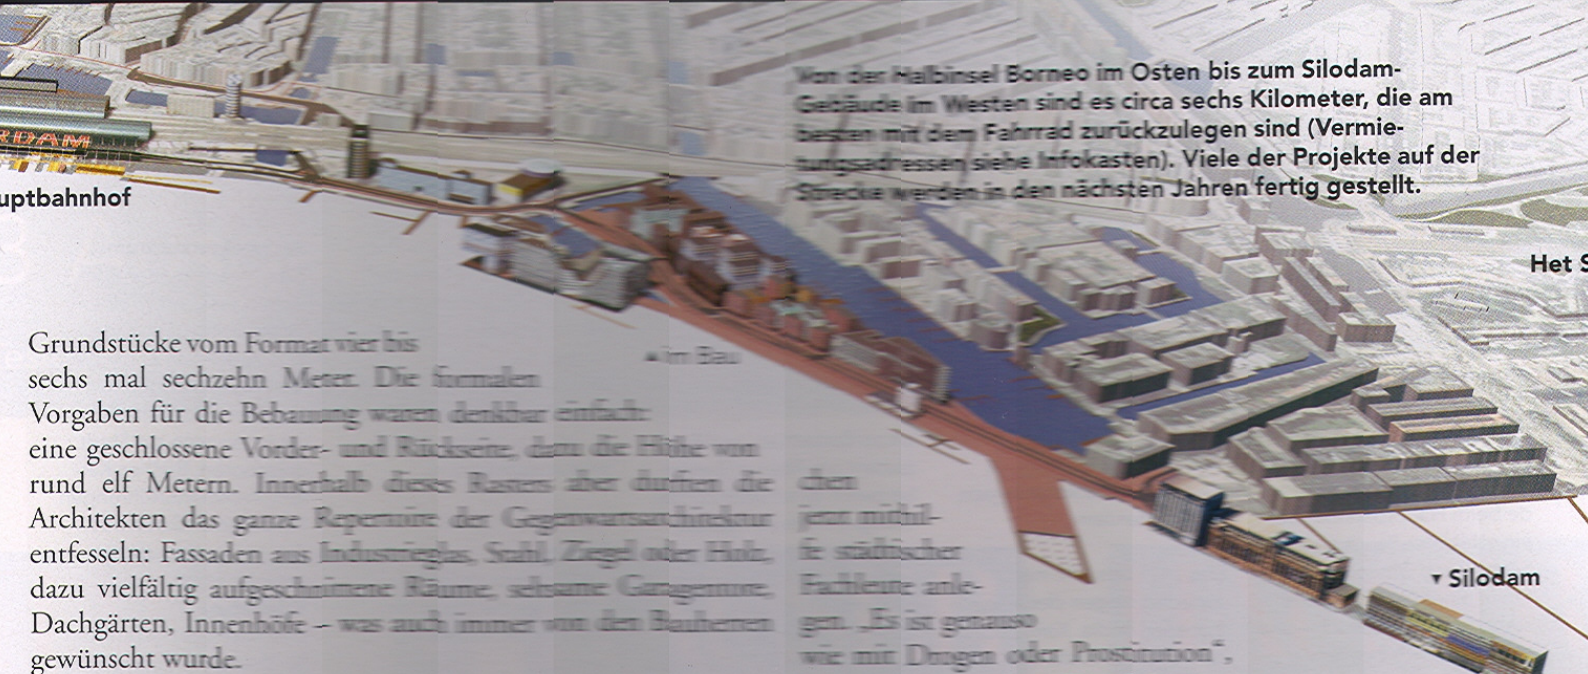 RDAM
uptbahnhof
Von der Halbinsel Borneo im Osten bis zum Silodam-
Gebäude im Westen sind es circa sechs Kilometer, die am
besten mit dem Fahrrad zurückzulegen sind (Vermie-
tungsadressen siehe Infokasten). Viele der Projekte auf der
Strecke werden in den nächsten Jahren fertig gestellt.
Het S
▲ im Bau
Grundstücke vom Format vier bis
sechs mal sechzehn Meter. Die formalen
Vorgaben für die Bebauung waren denkbar einfach:
eine geschlossene Vorder- und Rückseite, dazu die Höhe von
rund elf Metern. Innerhalb dieses Rasters aber durften die
Architekten das ganze Repertoire der Gegenwartsarchitektur
entfesseln: Fassaden aus Industrieglas, Stahl, Ziegel oder Holz,
dazu vielfältig aufgeschnittene Räume, seltsame Garagentore,
Dachgärten, Innenhöfe – was auch immer von den Bauherren
gewünscht wurde.
chen
jetzt mithil-
fe städtischer
Fachleute anle-
gen. „Es ist genauso
wie mit Drogen oder Prostitution“,
▼ Silodam